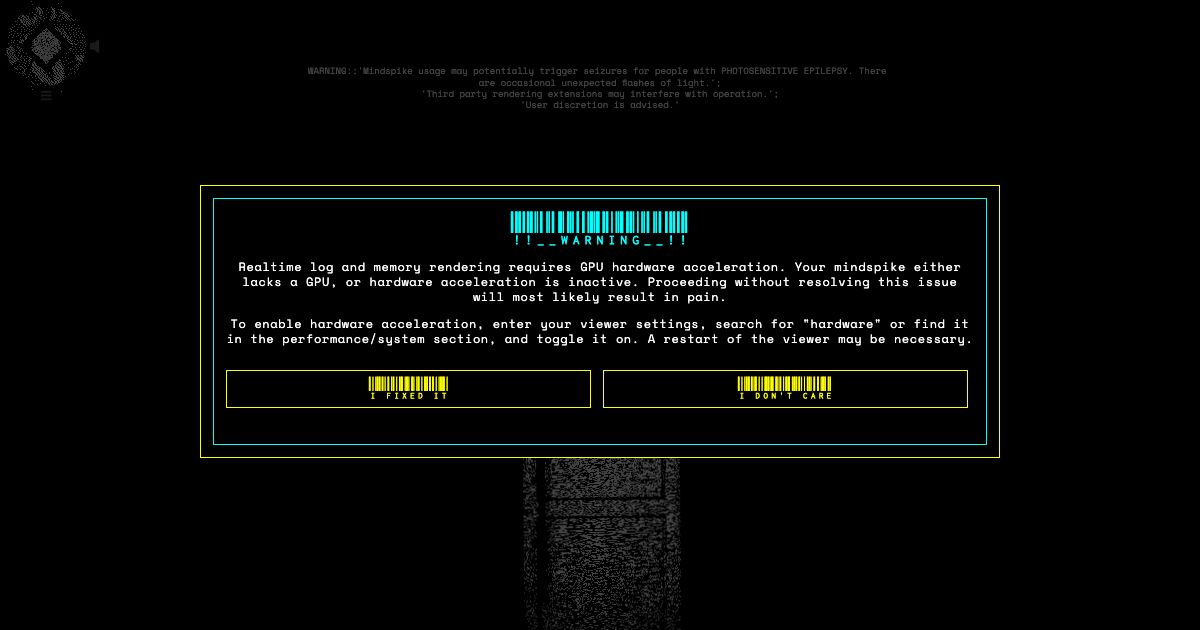 WARNING::'Mindspike usage may potentially trigger seizures for people with PHOTOSENSITIVE EPILEPSY. There
are occasional unexpected flashes of light.';
'Third party rendering extensions may interfere with operation.';
'User discretion is advised.'
!!__WARNING__!!
Realtime log and memory rendering requires GPU hardware acceleration. Your mindspike either
lacks a GPU, or hardware acceleration is inactive. Proceeding without resolving this issue
will most likely result in pain.
To enable hardware acceleration, enter your viewer settings, search for "hardware" or find it
in the performance/system section, and toggle it on. A restart of the viewer may be necessary.
I FIXED IT
I DON'T CARE